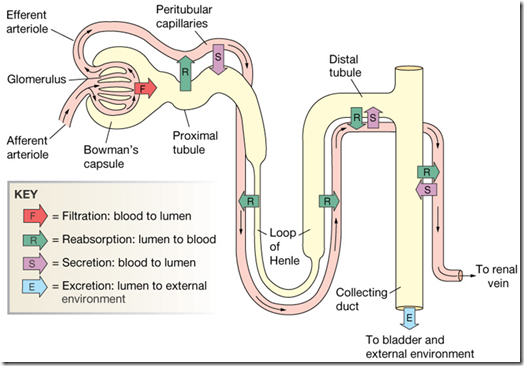 Efferent
arteriole
Peritubular
capillaries
Glomerulus
Afferent
arteriole
Bowman's
capsule
Proximal
tubule
Distal
tubule
F
R
S
R
S
R
R
R
S
Loop
of
Henle
Collecting
duct
To renal
vein
E
To bladder and
external environment
KEY
F = Filtration: blood to lumen
R = Reabsorption: lumen to blood
S = Secretion: blood to lumen
E = Excretion: lumen to external
environment